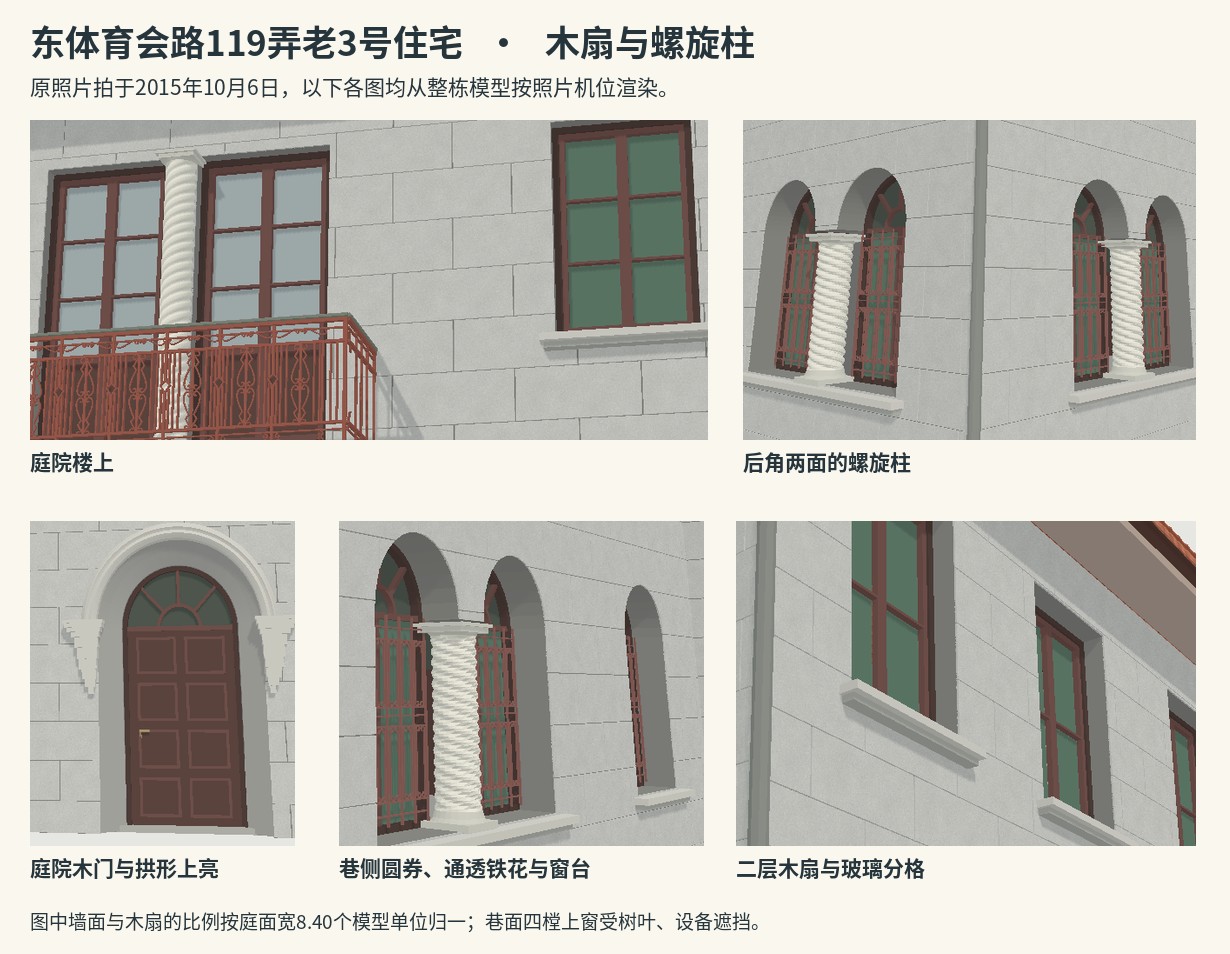 东体育会路119弄老3号住宅 · 木扇与螺旋柱
原照片拍于2015年10月6日，以下各图均从整栋模型按照片机位渲染。
庭院楼上
后角两面的螺旋柱
庭院木门与拱形上亮
巷侧圆券、通透铁花与窗台
二层木扇与玻璃分格
图中墙面与木扇的比例按庭面宽8.40个模型单位归一；巷面四樘上窗受树叶、设备遮挡。